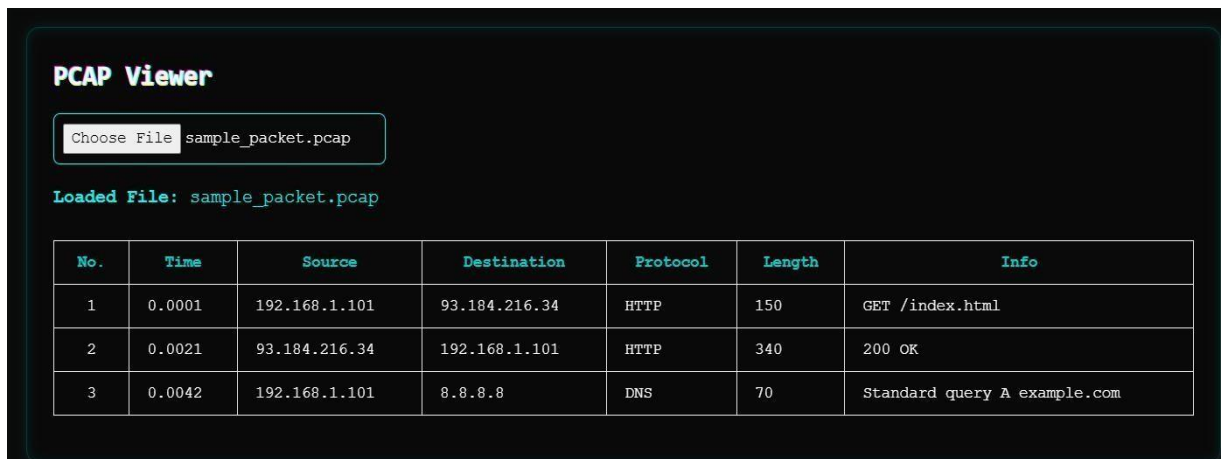 PCAP Viewer
Choose File sample_packet.pcap
Loaded File: sample_packet.pcap
No. Time Source Destination Protocol Length Info
1 0.0001 192.168.1.101 93.184.216.34 HTTP 150 GET /index.html
2 0.0021 93.184.216.34 192.168.1.101 HTTP 340 200 OK
3 0.0042 192.168.1.101 8.8.8.8 DNS 70 Standard query A example.com